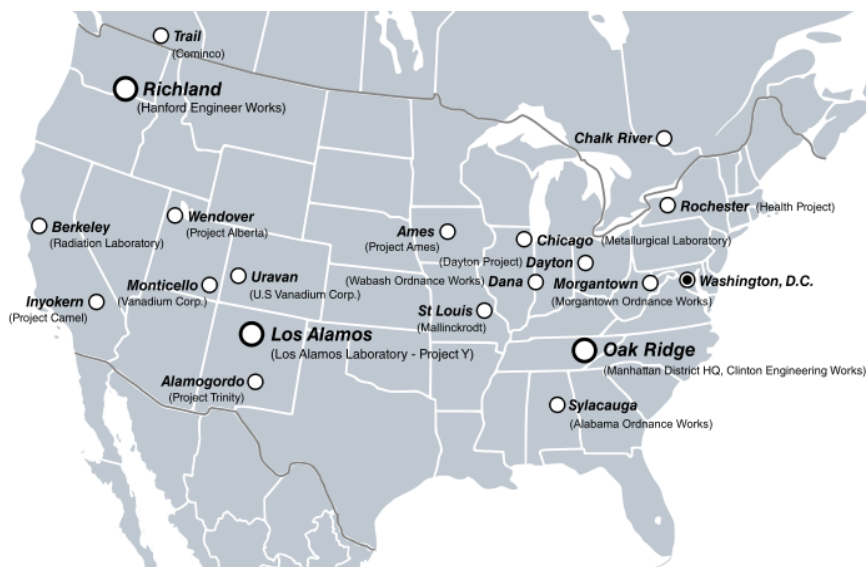 Trail
(Cominco)
Richland
(Hanford Engineer Works)
Chalk River
Rochester (Health Project)
Berkeley
(Radiation Laboratory)
Wendover
(Project Alberta)
Ames
(Project Ames)
Chicago (Metallurgical Laboratory)
(Dayton Project) Dayton
Monticello
(Vanadium Corp.)
Uravan
(U.S Vanadium Corp.)
(Wabash Ordnance Works) Dana
Morgantown
(Morgantown Ordnance Works)
Washington, D.C.
Inyokern
(Project Camel)
St Louis
(Mallinckrodt)
Los Alamos
(Los Alamos Laboratory - Project Y)
Oak Ridge
(Manhattan District HQ, Clinton Engineering Works)
Alamogordo
(Project Trinity)
Sylacauga
(Alabama Ordnance Works)